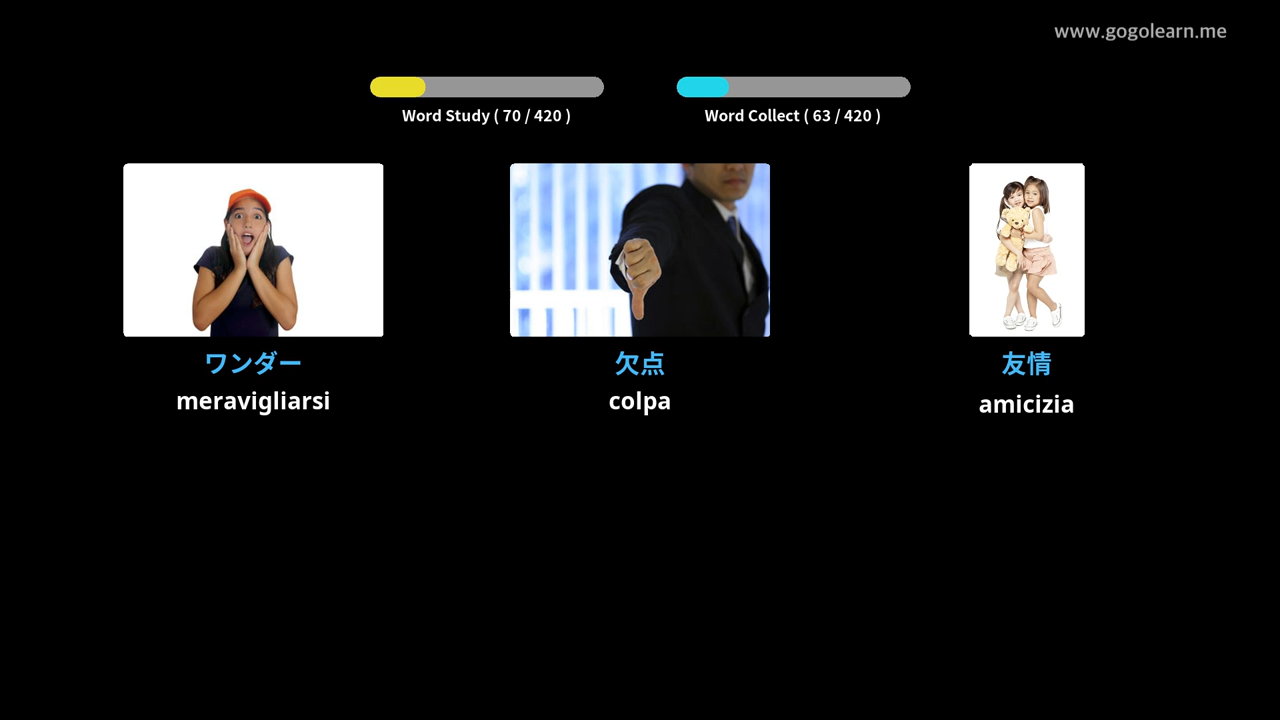 www.gogolearn.me
Word Study ( 70 / 420 )
Word Collect ( 63 / 420 )
ワンダー
meravigliarsi
欠点
colpa
友情
amicizia